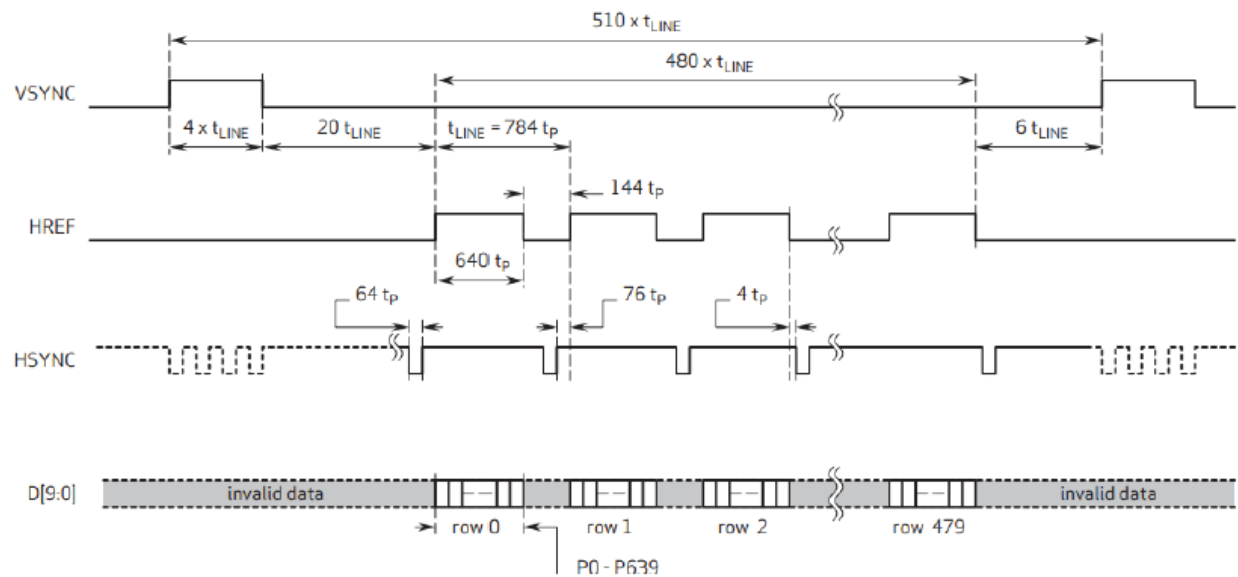 510 x tLINE
480 x tLINE
VSYNC
4 x tLINE
20 tLINE
tLINE = 784 tP
6 tLINE
144 tP
HREF
640 tP
64 tP
76 tP
4 tP
HSYNC
D[9:0]
invalid data
invalid data
row 0
row 1
row 2
row 479
P0 - P639